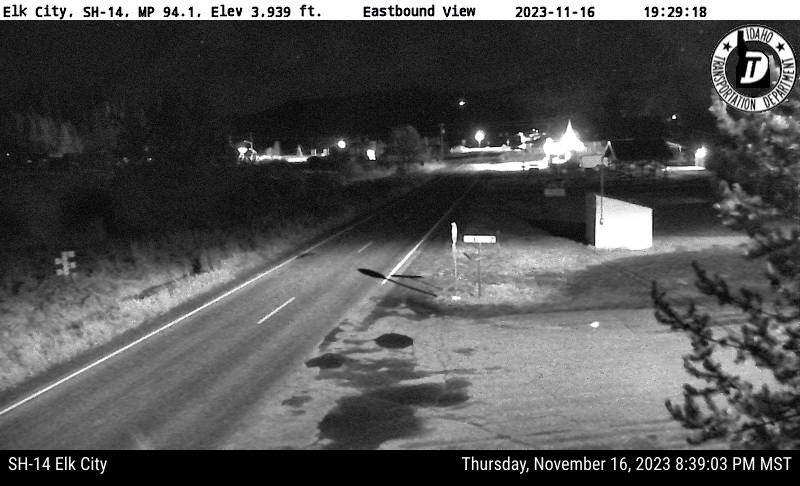 Elk City, SH-14, MP 94.1, Elev 3,939 ft. Eastbound View 2023-11-16 19:29:18
IDAHO
TRANSPORTATION DEPARTMENT
SH-14 Elk City Thursday, November 16, 2023 8:39:03 PM MST